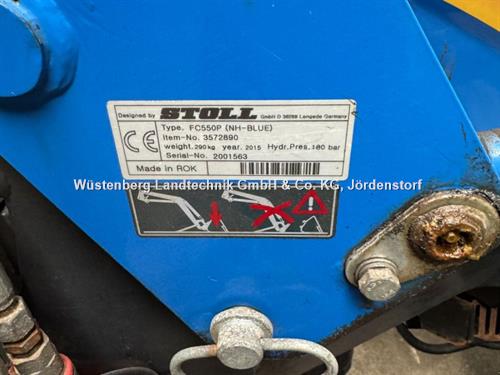 Designed by STOLL GmbH D 38268 Lengede Germany
Type. FC550P (NH-BLUE)
Item-No. 3572890
weight. 290kg year. 2015 Hydr.Pres. 180 bar
Serial-No. 2001563
CE
Made in ROK
Wüstenberg Landtechnik GmbH & Co. KG, Jördenstorf